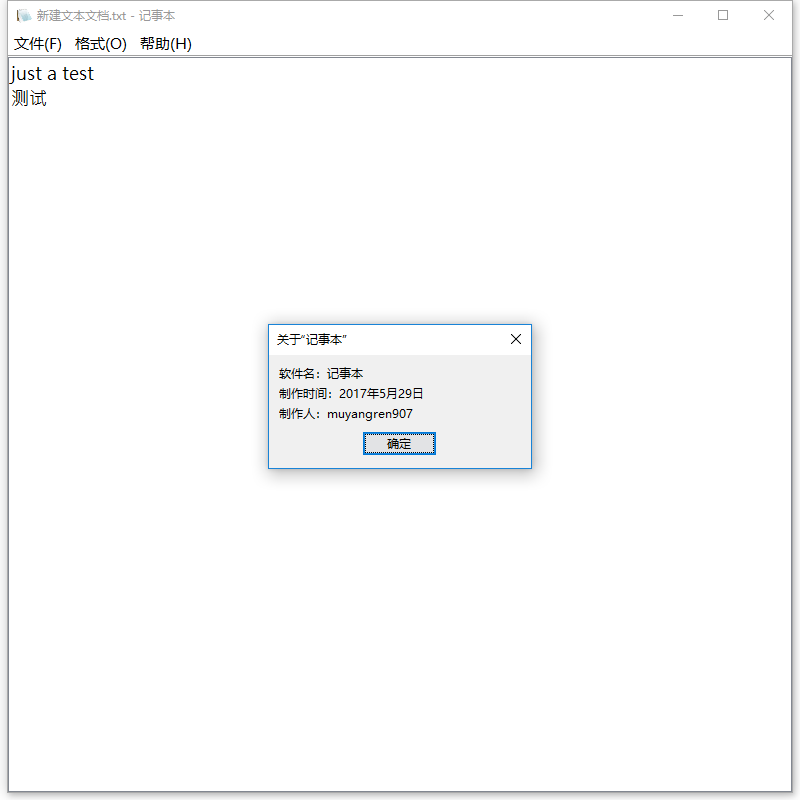 新建文本文档.txt - 记事本
文件(F) 格式(O) 帮助(H)
just a test
测试
关于“记事本”
软件名：记事本
制作时间：2017年5月29日
制作人：muyangren907
确定